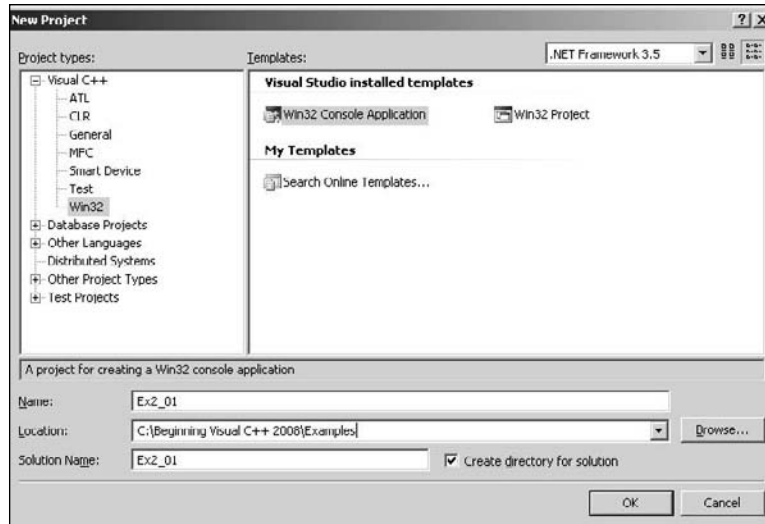 New Project
Project types:
Templates:
.NET Framework 3.5
Visual C++
ATL
CLR
General
MFC
Smart Device
Test
Win32
Database Projects
Other Languages
Distributed Systems
Other Project Types
Test Projects
Visual Studio installed templates
Win32 Console Application
Win32 Project
My Templates
Search Online Templates...
A project for creating a Win32 console application
Name:
Ex2_01
Location:
C:\Beginning Visual C++ 2008\Examples
Browse...
Solution Name:
Ex2_01
Create directory for solution
OK
Cancel